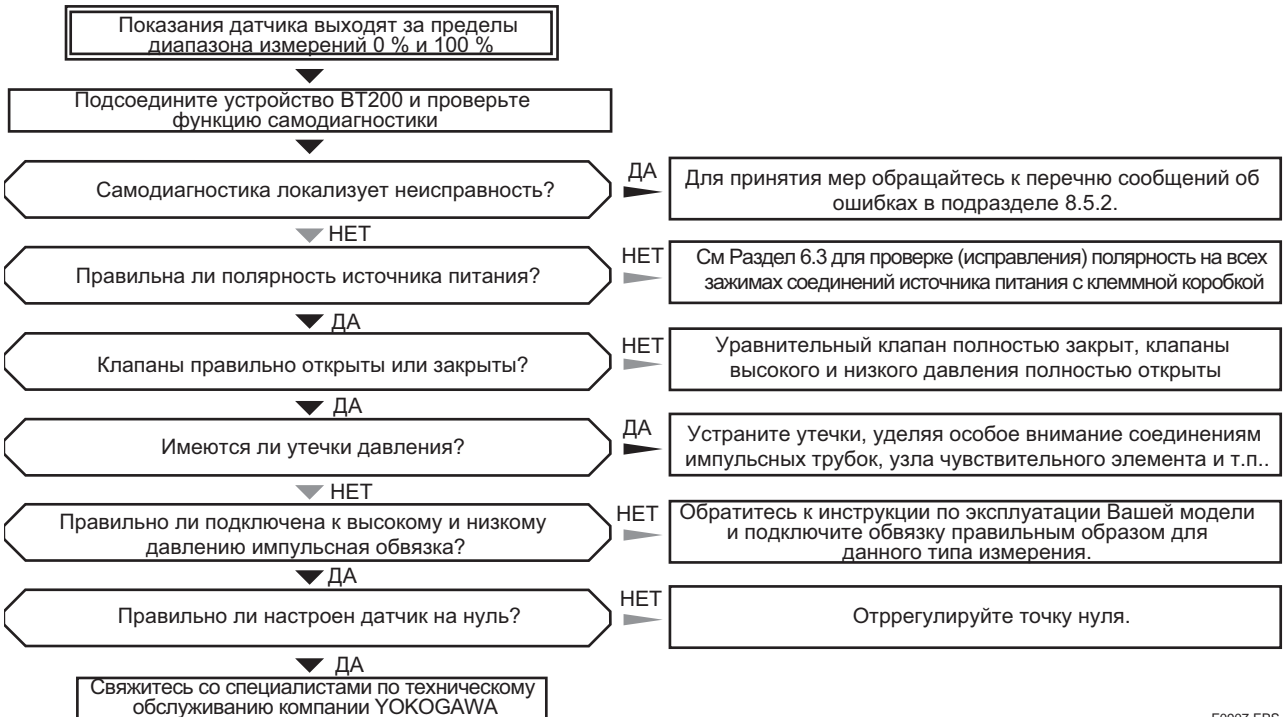 Показания датчика выходят за пределы
диапазона измерений 0 % и 100 %
Подсоедините устройство BT200 и проверьте
функцию самодиагностики
Самодиагностика локализует неисправность?
ДА
Для принятия мер обращайтесь к перечню сообщений об
ошибках в подразделе 8.5.2.
НЕТ
Правильна ли полярность источника питания?
НЕТ
См Раздел 6.3 для проверке (исправления) полярность на всех
зажимах соединений источника питания с клеммной коробкой
ДА
Клапаны правильно открыты или закрыты?
НЕТ
Уравнительный клапан полностью закрыт, клапаны
высокого и низкого давления полностью открыты
ДА
Имеются ли утечки давления?
ДА
Устраните утечки, уделяя особое внимание соединениям
импульсных трубок, узла чувствительного элемента и т.п..
НЕТ
Правильно ли подключена к высокому и низкому
давлению импульсная обвязка?
НЕТ
Обратитесь к инструкции по эксплуатации Вашей модели
и подключите обвязку правильным образом для
данного типа измерения.
ДА
Правильно ли настроен датчик на нуль?
НЕТ
Отррегулируйте точку нуля.
ДА
Свяжитесь со специалистами по техническому
обслуживанию компании YOKOGAWA